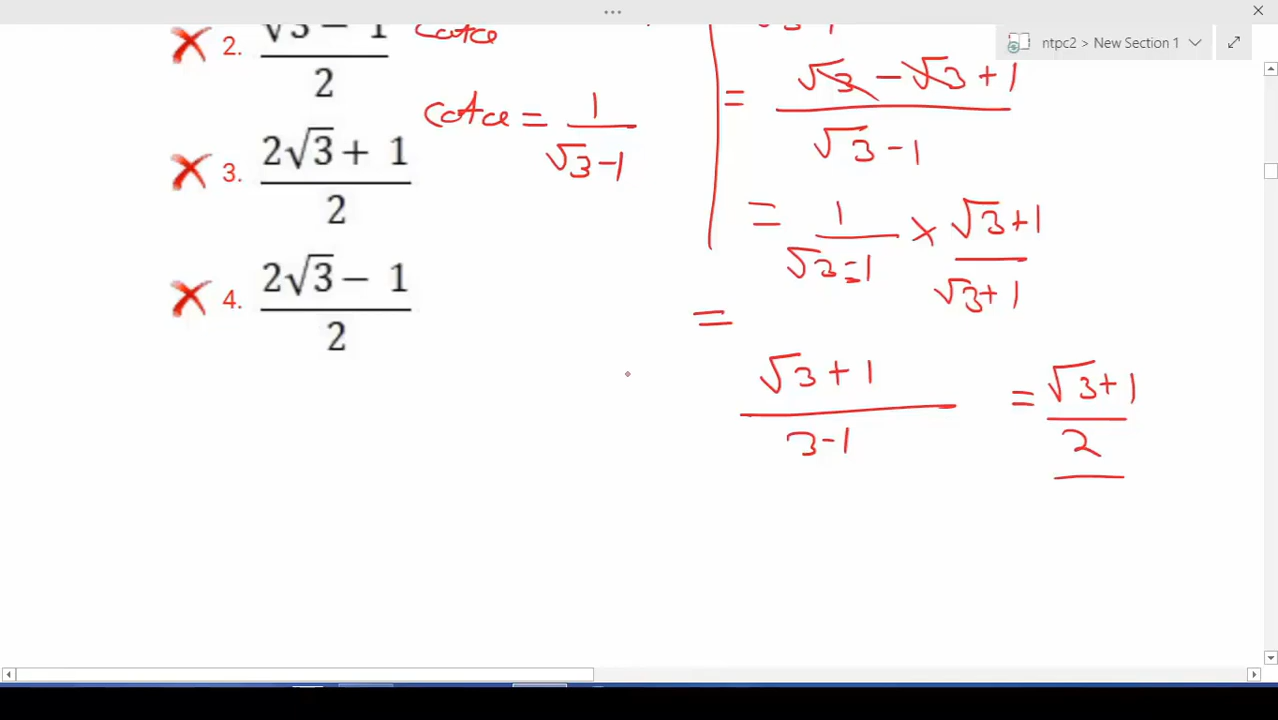 ntpc2 > New Section 1
2. √3 − 1 / 2
cotα
cotα = 1 / √3-1
3. 2√3 + 1 / 2
4. 2√3 − 1 / 2
√3-1
= √3 - √3 + 1 / √3 - 1
= 1 / √3-1 × √3+1 / √3+1
=
√3 + 1 / 3-1 = √3+1 / 2